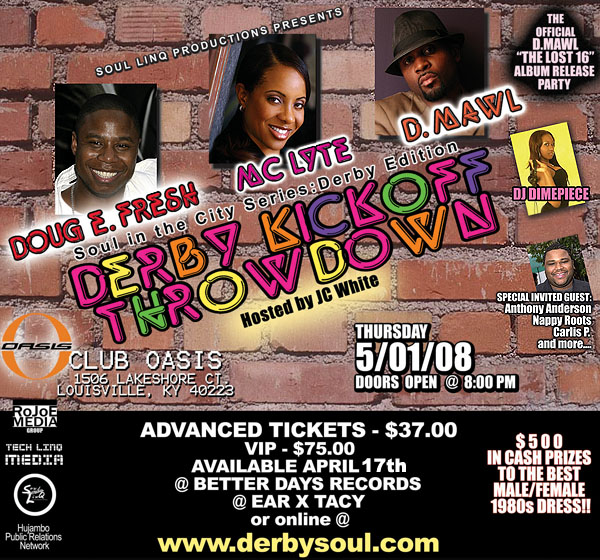 SOUL LINQ PRODUCTIONS PRESENTS
THE
OFFICIAL
D.MAWL
"THE LOST 16"
ALBUM RELEASE
PARTY
DOUG E. FRESH
MC LYTE
D. MAWL
DJ DIMEPIECE
Soul in the City Series:Derby Edition
DERBY KICKOFF
THROWDOWN
Hosted by JC White
SPECIAL INVITED GUEST:
Anthony Anderson
Nappy Roots
Carlis P.
and more....
OASIS
CLUB OASIS
1506 LAKESHORE CT
LOUISVILLE, KY 40223
THURSDAY
5/01/08
DOORS OPEN @ 8:00 PM
ROJOE
MEDIA
GROUP
TECH LINQ
MEDIA
Hujambo
Public Relations
Network
ADVANCED TICKETS - $37.00
VIP - $75.00
AVAILABLE APRIL 17th
@ BETTER DAYS RECORDS
@ EAR X TACY
or online @
www.derbysoul.com
$500
IN CASH PRIZES
TO THE BEST
MALE/FEMALE
1980s DRESS!!